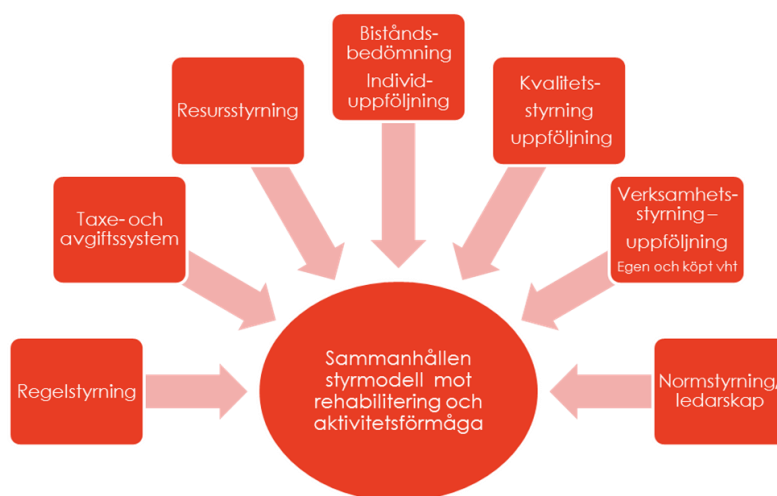 Regelstyrning
Taxe- och
avgiftssystem
Resursstyrning
Bistånds-
bedömning
Individ-
uppföljning
Kvalitets-
styrning
uppföljning
Verksamhets-
styrning –
uppföljning
Egen och köpt vht
Normstyrning/
ledarskap
Sammanhållen
styrmodell mot
rehabilitering och
aktivitetsförmåga